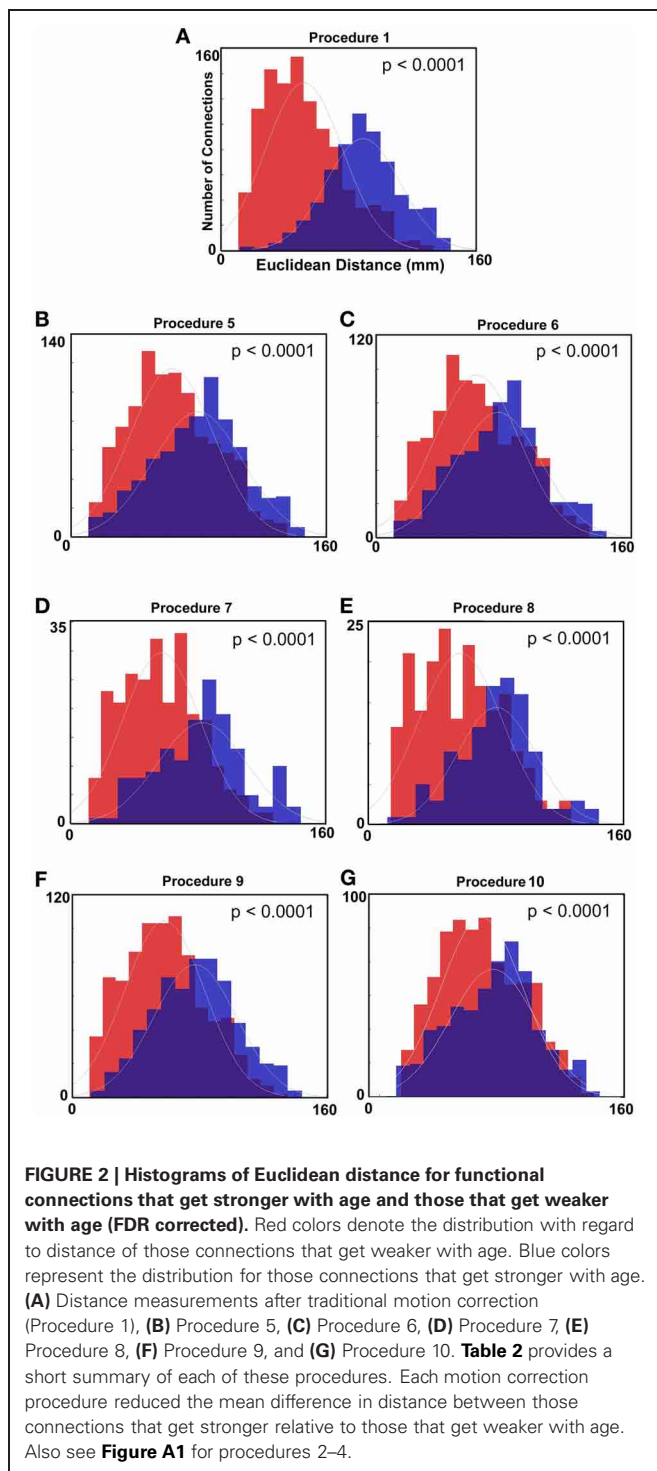 A
Procedure 1
160
p < 0.0001
Number of Connections
0
0
160
Euclidean Distance (mm)
B
Procedure 5
140
p < 0.0001
0
0
160
C
Procedure 6
120
p < 0.0001
0
0
160
D
Procedure 7
35
p < 0.0001
0
0
160
E
Procedure 8
25
p < 0.0001
0
0
160
F
Procedure 9
120
p < 0.0001
0
0
160
G
Procedure 10
100
p < 0.0001
0
0
160
FIGURE 2 | Histograms of Euclidean distance for functional
connections that get stronger with age and those that get weaker
with age (FDR corrected). Red colors denote the distribution with regard
to distance of those connections that get weaker with age. Blue colors
represent the distribution for those connections that get stronger with age.
(A) Distance measurements after traditional motion correction
(Procedure 1), (B) Procedure 5, (C) Procedure 6, (D) Procedure 7, (E)
Procedure 8, (F) Procedure 9, and (G) Procedure 10. Table 2 provides a
short summary of each of these procedures. Each motion correction
procedure reduced the mean difference in distance between those
connections that get stronger relative to those that get weaker with age.
Also see Figure A1 for procedures 2–4.